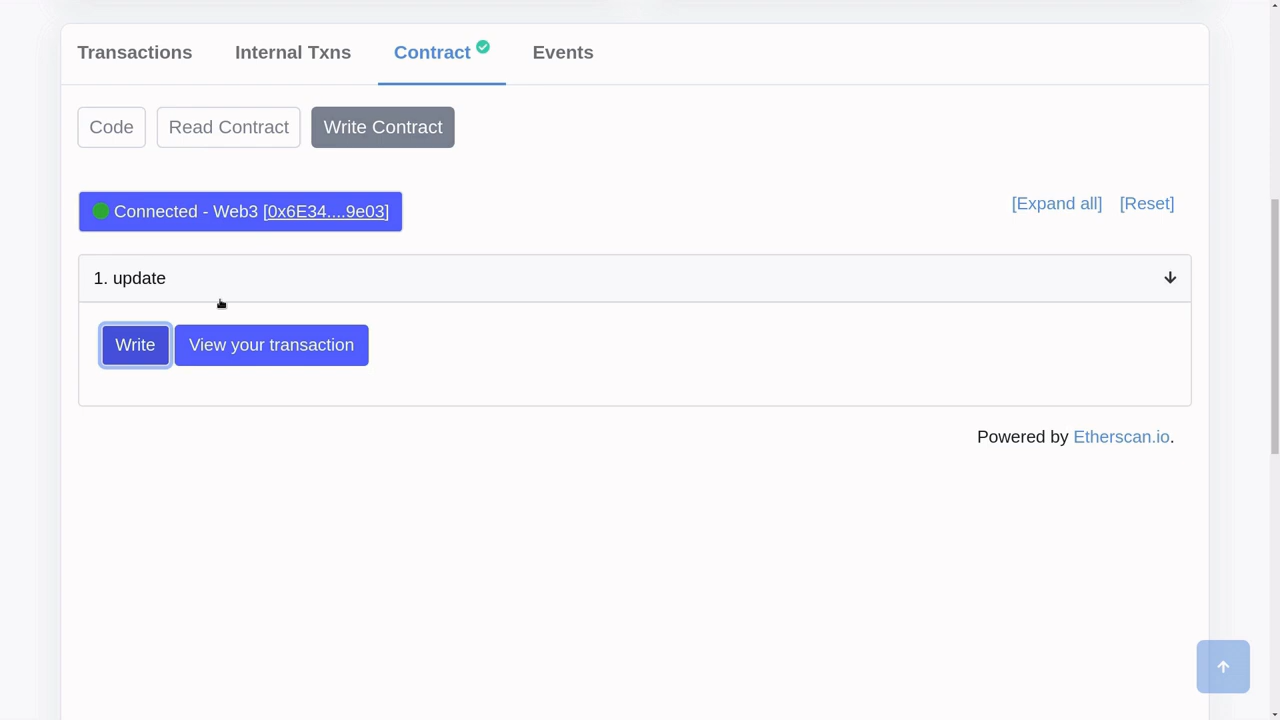 Transactions Internal Txns Contract Events
Code Read Contract Write Contract
Connected - Web3 [0x6E34....9e03] [Expand all] [Reset]
1. update
Write View your transaction
Powered by Etherscan.io.